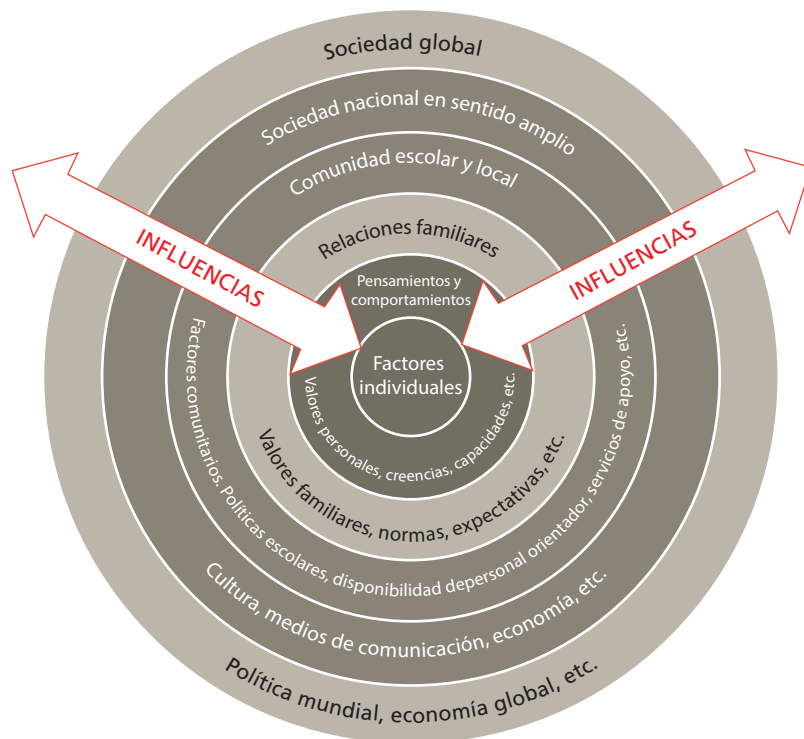 Sociedad global
Sociedad nacional en sentido amplio
Comunidad escolar y local
Relaciones familiares
INFLUENCIAS
INFLUENCIAS
Pensamientos y
comportamientos
Factores
individuales
Valores personales, creencias, capacidades, etc.
Valores familiares, normas, expectativas, etc.
Factores comunitarios. Políticas escolares, disponibilidad depersonal orientador, servicios de apoyo, etc.
Cultura, medios de comunicación, economía, etc.
Política mundial, economía global, etc.